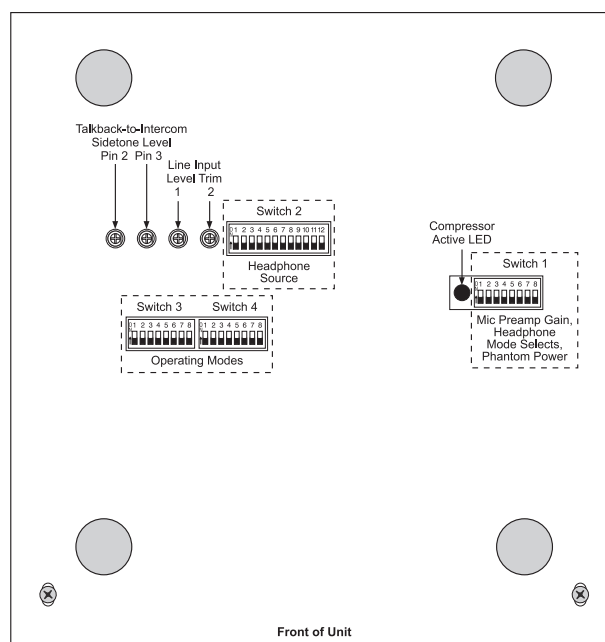 Talkback-to-Intercom
Sidetone Level
Pin 2 Pin 3
Line Input
Level Trim
1 2
Switch 2
1 2 3 4 5 6 7 8 9 10 11 12
Headphone
Source
Compressor
Active LED
Switch 1
1 2 3 4 5 6 7 8
Mic Preamp Gain,
Headphone
Mode Selects,
Phantom Power
Switch 3 Switch 4
1 2 3 4 5 6 7 8 1 2 3 4 5 6 7 8
Operating Modes
Front of Unit